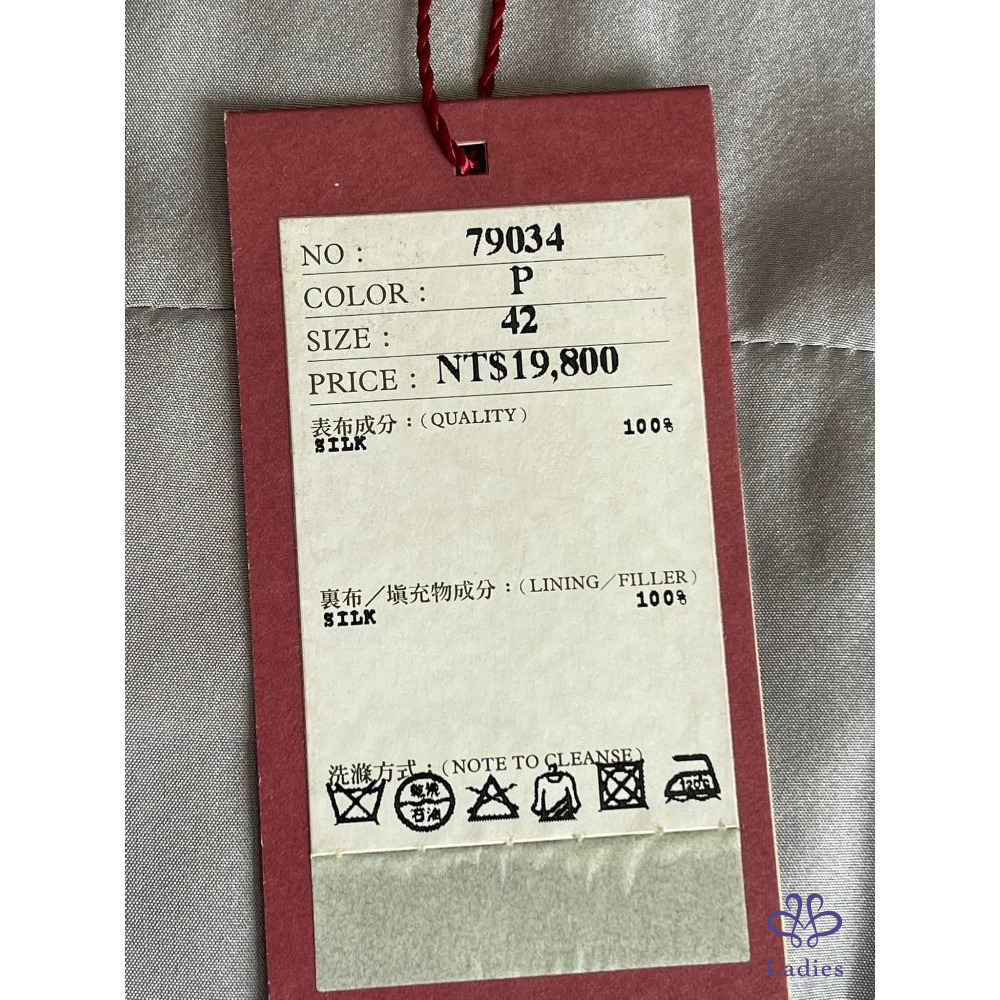 NO : 79034
COLOR : P
SIZE : 42
PRICE : NT$19,800
表布成分：(QUALITY)
SILK 100%
裏布／塡充物成分：(LINING／FILLER)
SILK 100%
洗滌方式：(NOTE TO CLEANSE)
乾洗
石油
120℃
Ladies